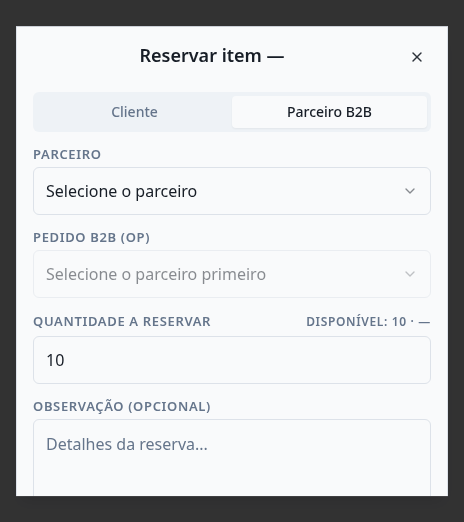 Reservar item —
×
Cliente
Parceiro B2B
PARCEIRO
Selecione o parceiro
PEDIDO B2B (OP)
Selecione o parceiro primeiro
QUANTIDADE A RESERVAR
DISPONÍVEL: 10 · —
10
OBSERVAÇÃO (OPCIONAL)
Detalhes da reserva...